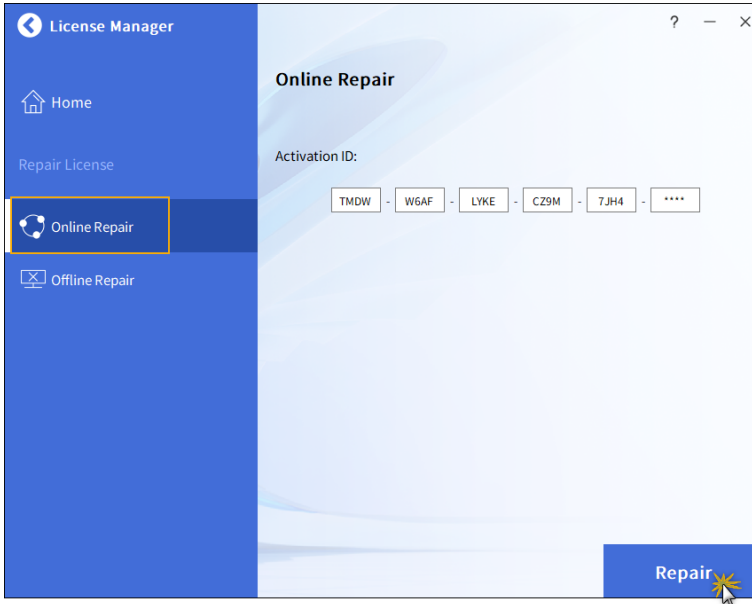 License Manager
?
Home
Repair License
Online Repair
Offline Repair
Online Repair
Activation ID:
TMDW - W6AF - LYKE - CZ9M - 7JH4 - ****
Repair